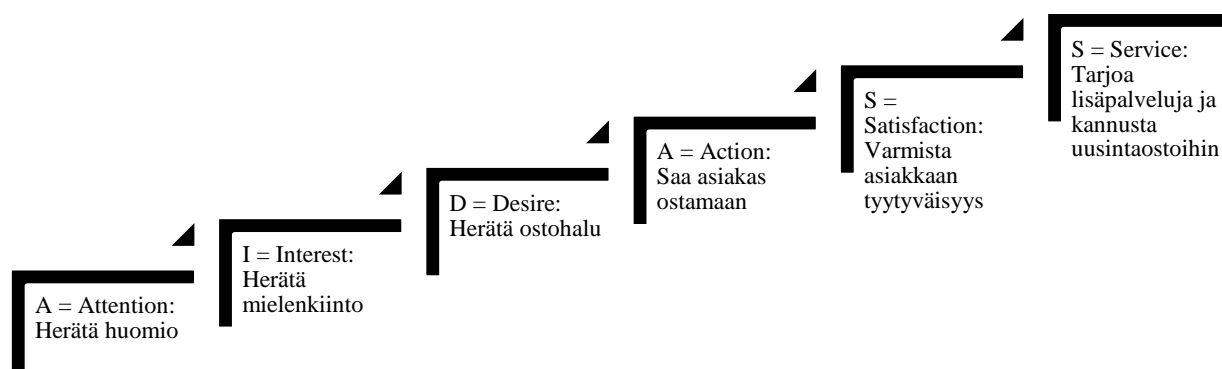 A = Attention:
Herätä huomio
I = Interest:
Herätä
mielenkiinto
D = Desire:
Herätä ostohalu
A = Action:
Saa asiakas
ostamaan
S =
Satisfaction:
Varmista
asiakkaan
tyytyväisyys
S = Service:
Tarjoa
lisäpalveluja ja
kannusta
uusintaostoihin